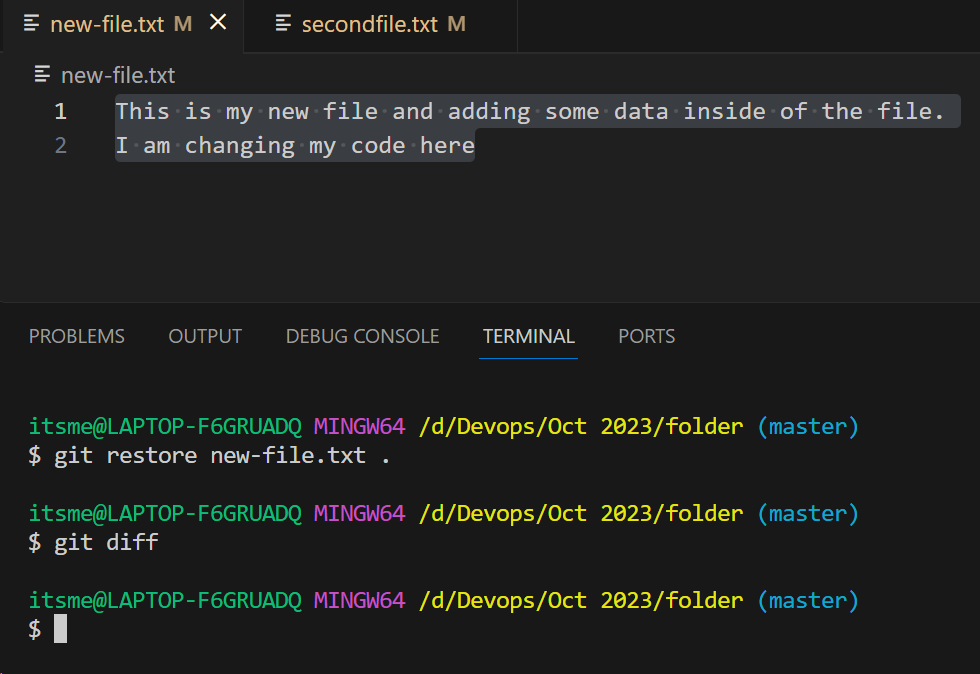 new-file.txt M
secondfile.txt M
new-file.txt
1 This is my new file and adding some data inside of the file.
2 I am changing my code here
PROBLEMS OUTPUT DEBUG CONSOLE TERMINAL PORTS
itsme@LAPTOP-F6GRUADQ MINGW64 /d/Devops/Oct 2023/folder (master)
$ git restore new-file.txt .
itsme@LAPTOP-F6GRUADQ MINGW64 /d/Devops/Oct 2023/folder (master)
$ git diff
itsme@LAPTOP-F6GRUADQ MINGW64 /d/Devops/Oct 2023/folder (master)
$